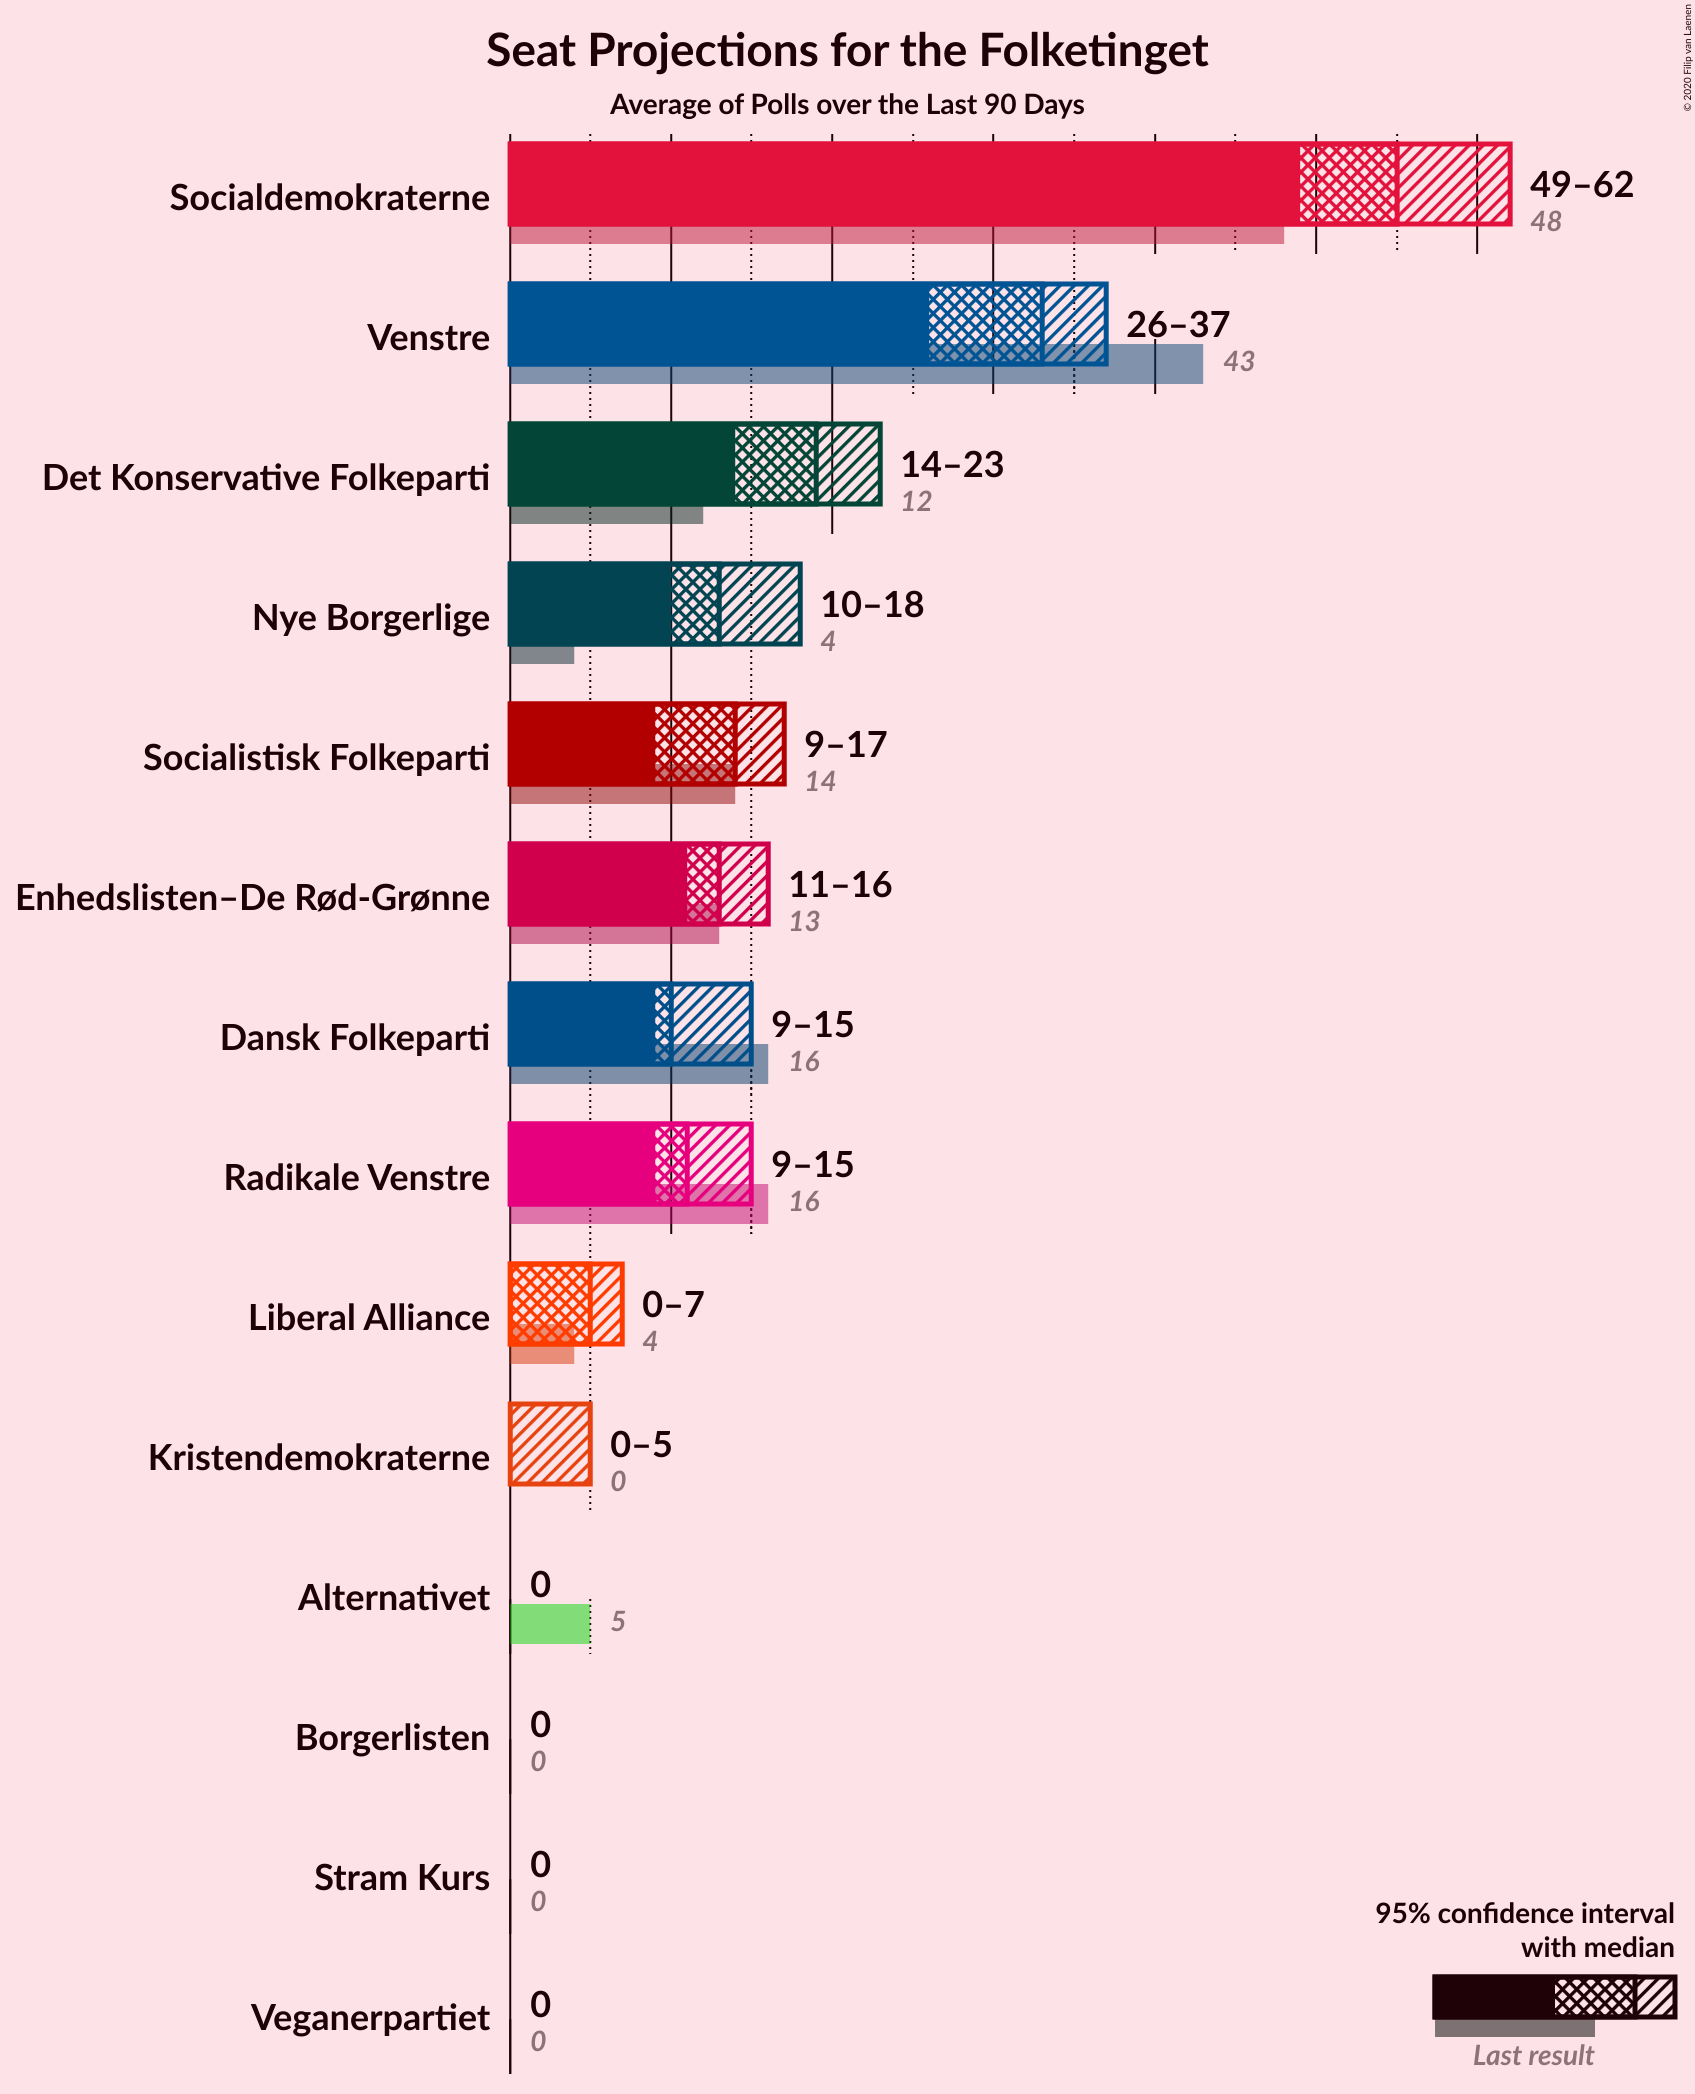 Seat Projections for the Folketinget
Average of Polls over the Last 90 Days
© 2020 Filip van Laenen
Socialdemokraterne
49–62
48
Venstre
26–37
43
Det Konservative Folkeparti
14–23
12
Nye Borgerlige
10–18
4
Socialistisk Folkeparti
9–17
14
Enhedslisten–De Rød-Grønne
11–16
13
Dansk Folkeparti
9–15
16
Radikale Venstre
9–15
16
Liberal Alliance
0–7
4
Kristendemokraterne
0–5
0
Alternativet
0
5
Borgerlisten
0
0
Stram Kurs
0
0
Veganerpartiet
0
0
95% confidence interval
with median
Last result